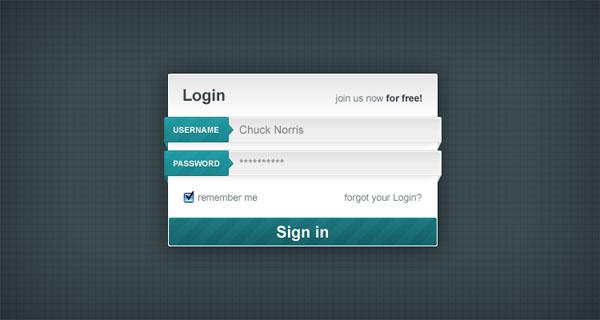 Login
join us now for free!
USERNAME Chuck Norris
PASSWORD **********
remember me
forgot your Login?
Sign in